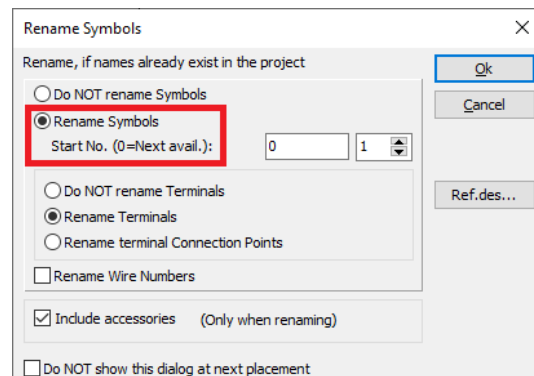 Rename Symbols
Rename, if names already exist in the project
Ok
Do NOT rename Symbols
Cancel
Rename Symbols
Start No. (0=Next avail.): 0 1
Do NOT rename Terminals
Ref.des...
Rename Terminals
Rename terminal Connection Points
Rename Wire Numbers
Include accessories (Only when renaming)
Do NOT show this dialog at next placement